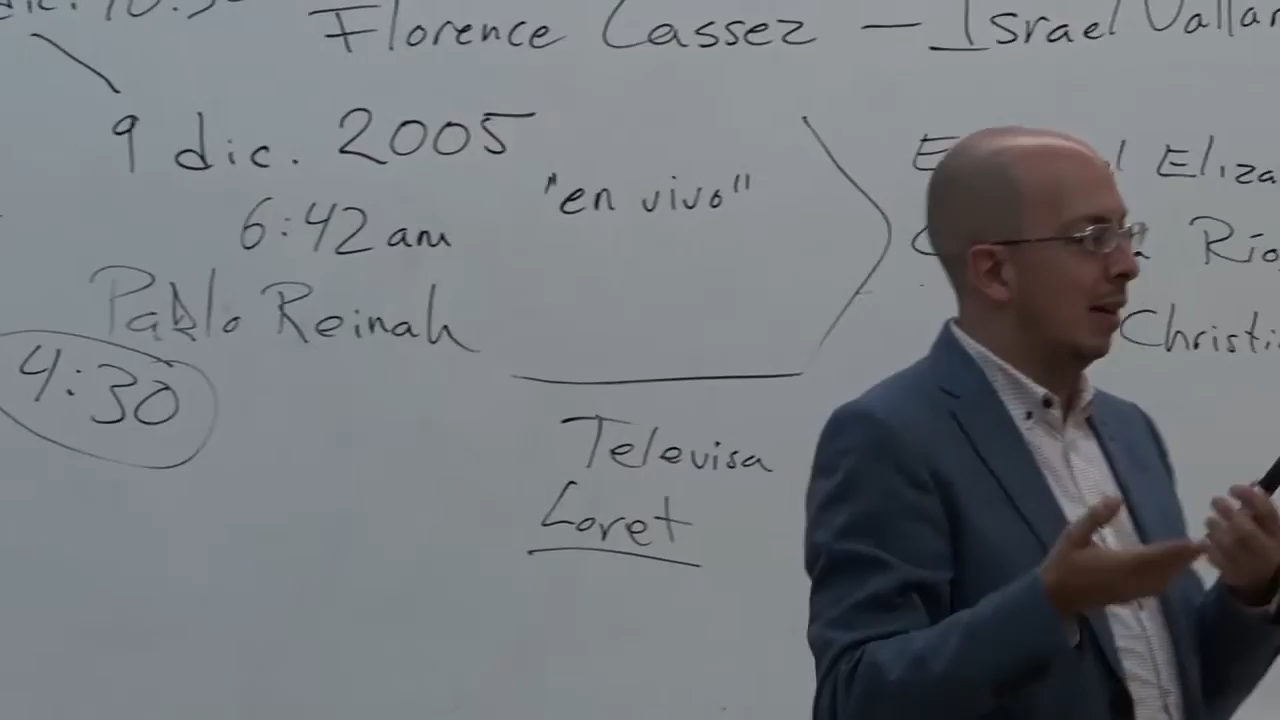 Florence Cassez — Israel Vallar
9 dic. 2005
"en vivo"
6:42 am
Pablo Reinah
4:30
Televisa
Loret
Eliza
Río
Christi